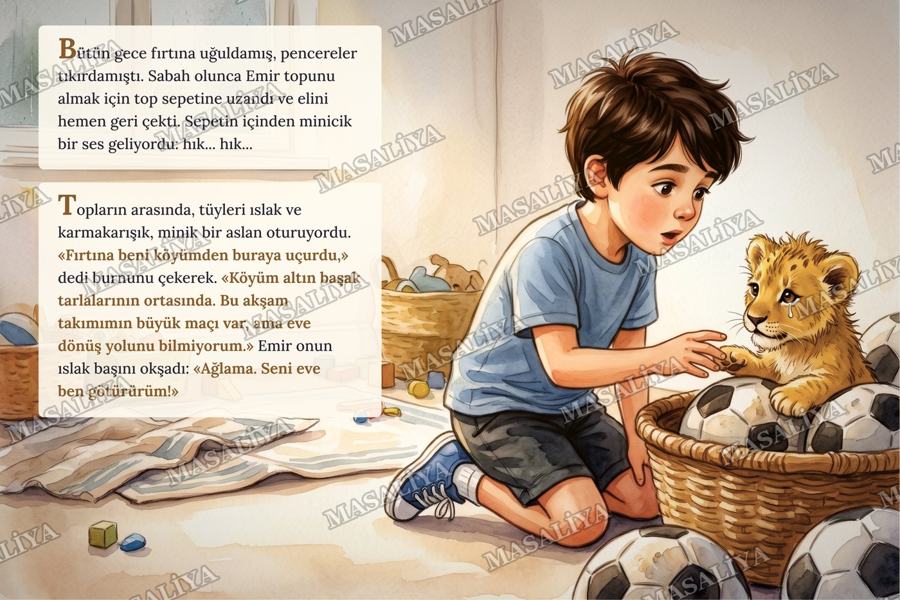 Bütün gece fırtına uğuldamış, pencereler
tıkırdamıştı. Sabah olunca Emir topunu
almak için top sepetine uzandı ve elini
hemen geri çekti. Sepetin içinden minicik
bir ses geliyordu: hık... hık...
Topların arasında, tüyleri ıslak ve
karmakarışık, minik bir aslan oturuyordu.
«Fırtına beni köyümden buraya uçurdu,»
dedi burnunu çekerek. «Köyüm altın başak
tarlalarının ortasında. Bu akşam
takımımın büyük maçı var, ama eve
dönüş yolunu bilmiyorum.» Emir onun
ıslak başını okşadı: «Ağlama. Seni eve
ben götürürüm!»
MASALİYA